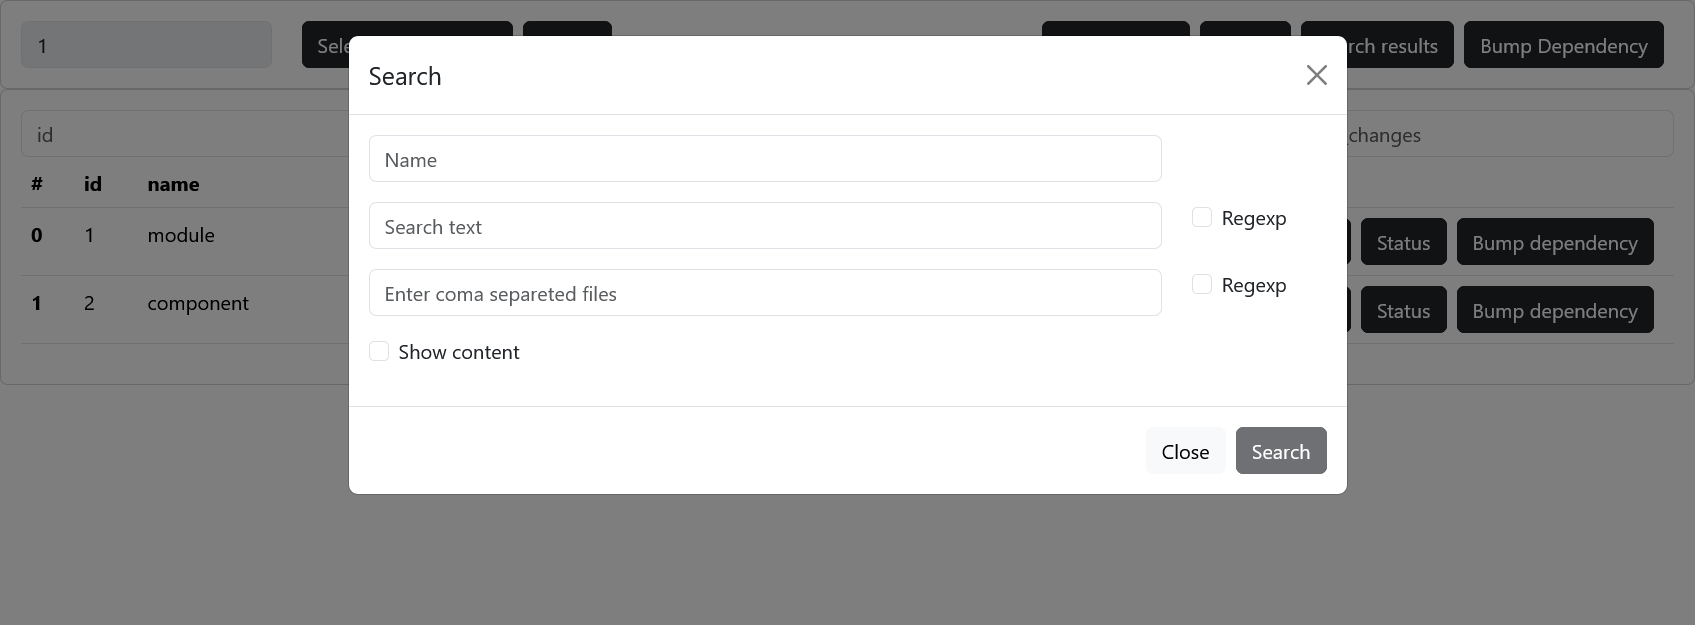 1
Search
rch results
Bump Dependency
id
Name
changes
# id name
Search text
Regexp
0 1 module
Status
Bump dependency
Enter coma separeted files
Regexp
1 2 component
Status
Bump dependency
Show content
Close
Search